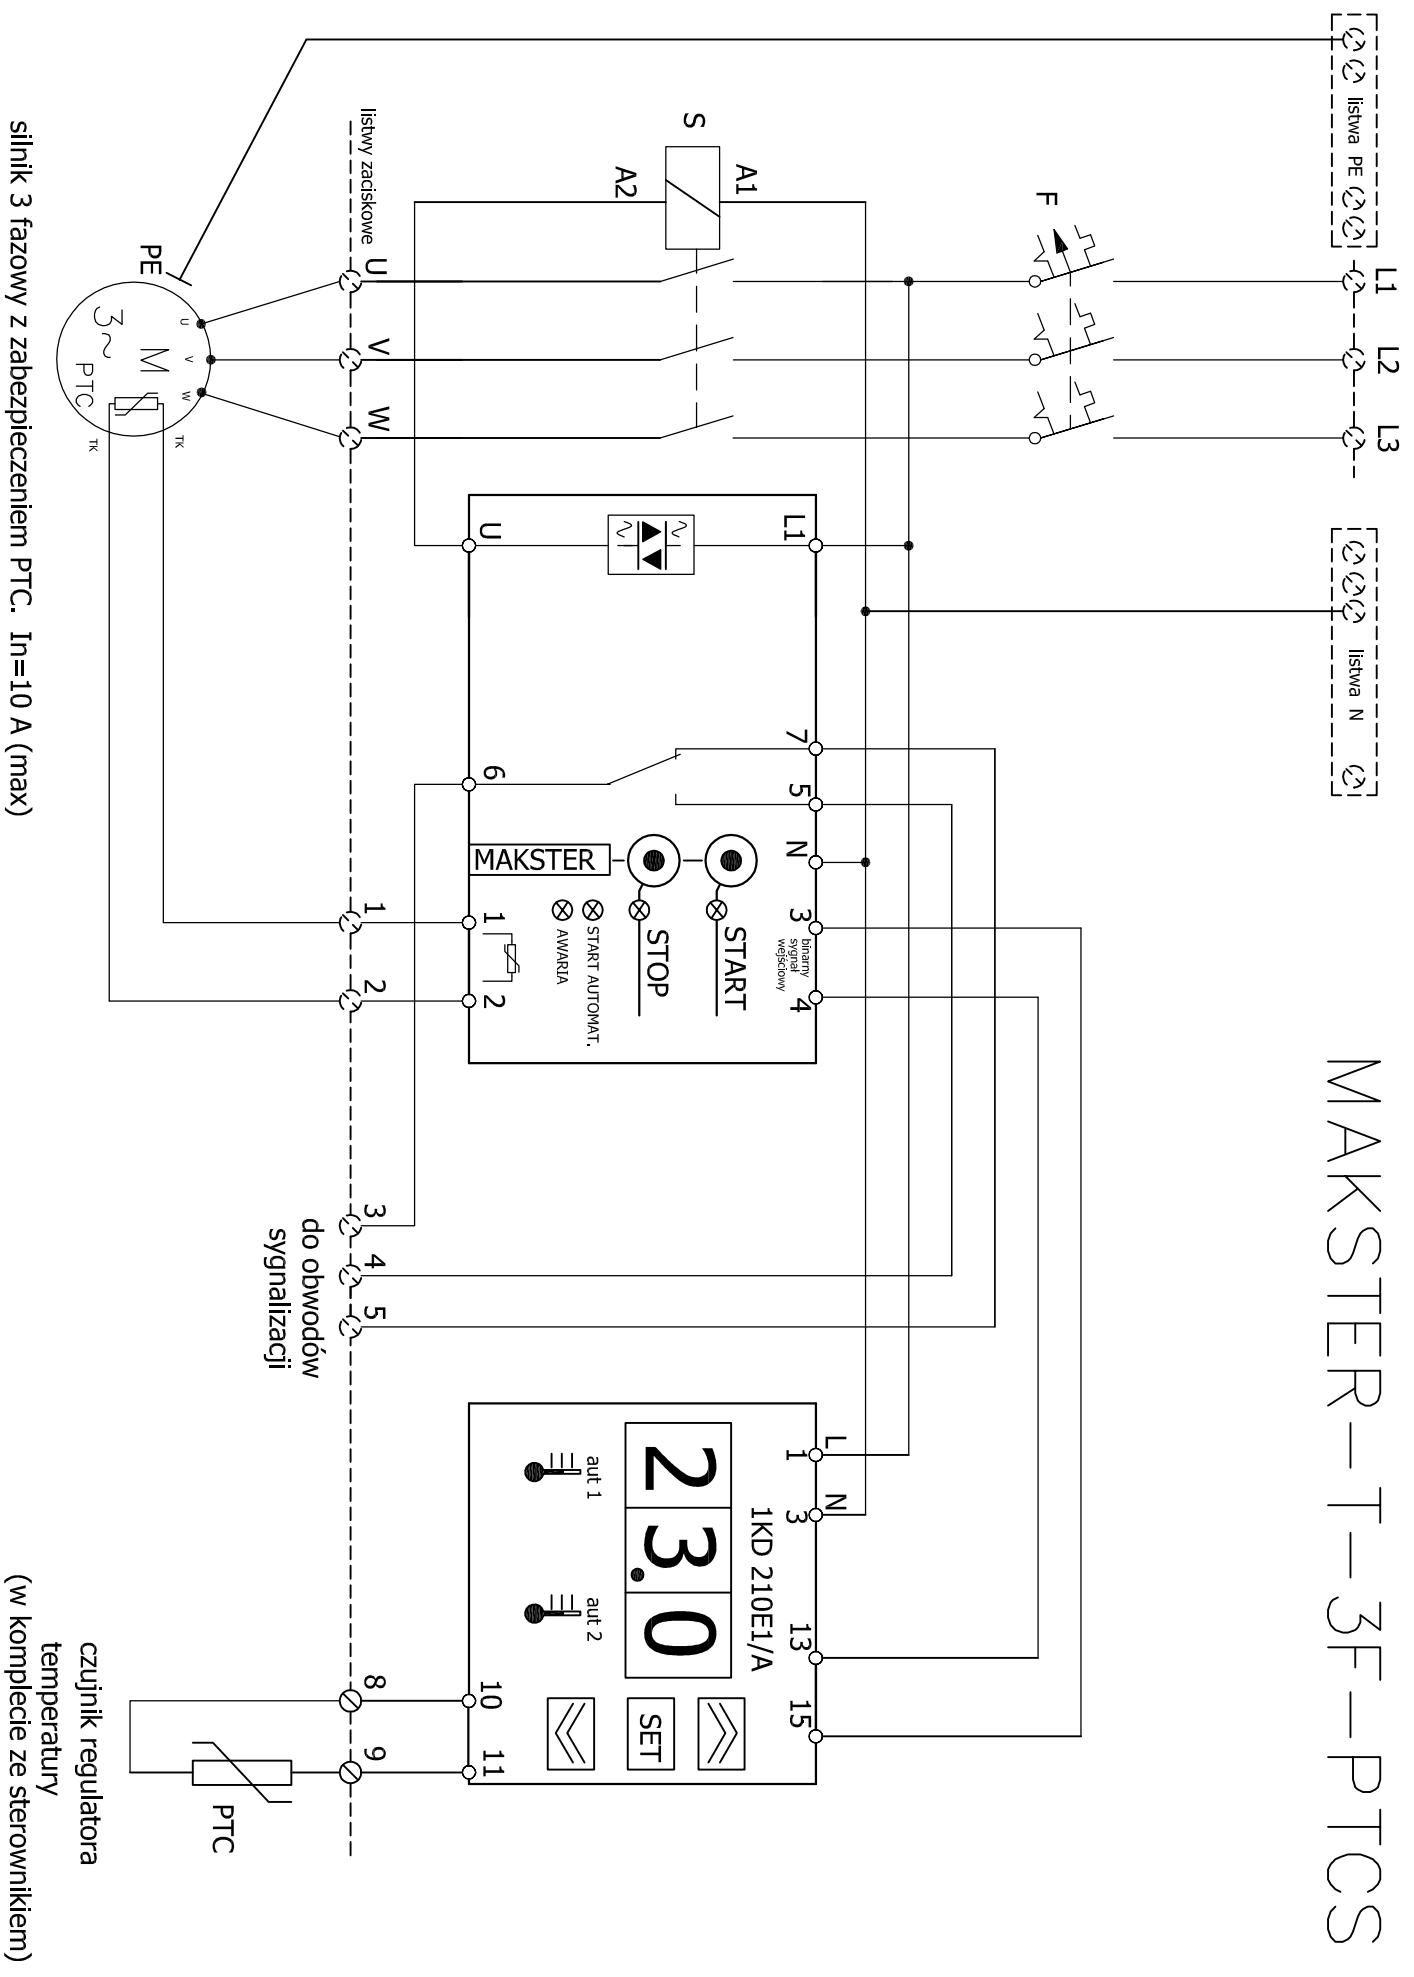 MAKSTER-T-3F-PTCS
listwa PE
L1 L2 L3
listwa N
F
S
A1
A2
L1
7
5
N
3
binarny
sygnał
wejściowy
4
U
6
MAKSTER
START
STOP
START AUTOMAT.
AWARIA
1
2
L
N
1
3
13
15
1KD 210E1/A
23.0
aut 1
aut 2
SET
10
11
listwy zaciskowe
U
V
W
1
2
3
4
5
8
9
do obwodów
sygnalizacji
PE
U
V
W
M
3~
PTC
TK
TK
PTC
silnik 3 fazowy z zabezpieczeniem PTC. In=10 A (max)
czujnik regulatora
temperatury
(w komplecie ze sterownikiem)